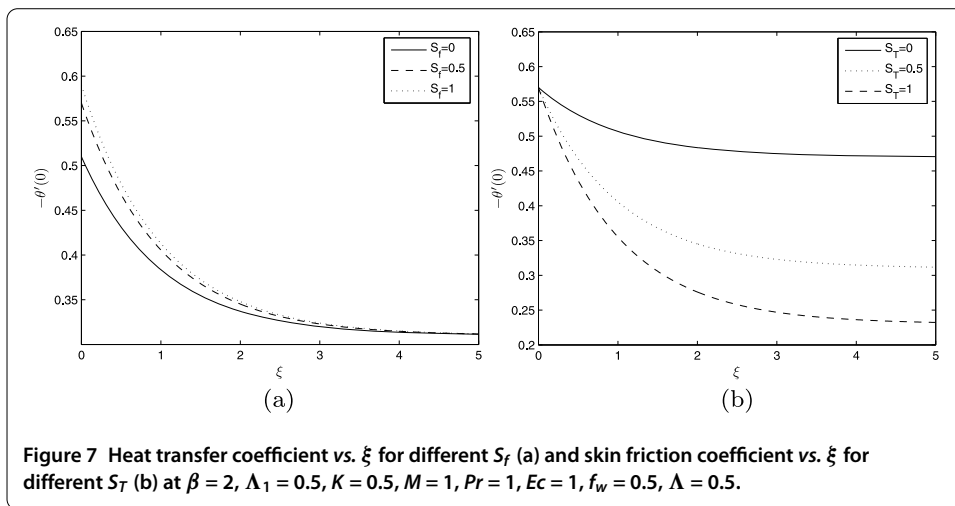 0.65
0.6
0.55
0.5
0.45
0.4
0.35
−θ′(0)
0 1 2 3 4 5
ξ
S_f=0
S_f=0.5
S_f=1
(a)
0.65
0.6
0.55
0.5
0.45
0.4
0.35
0.3
0.25
0.2
−θ′(0)
0 1 2 3 4 5
ξ
S_T=0
S_T=0.5
S_T=1
(b)
Figure 7 Heat transfer coefficient vs. ξ for different S_f (a) and skin friction coefficient vs. ξ for
different S_T (b) at β = 2, Λ₁ = 0.5, K = 0.5, M = 1, Pr = 1, Ec = 1, f_w = 0.5, Λ = 0.5.